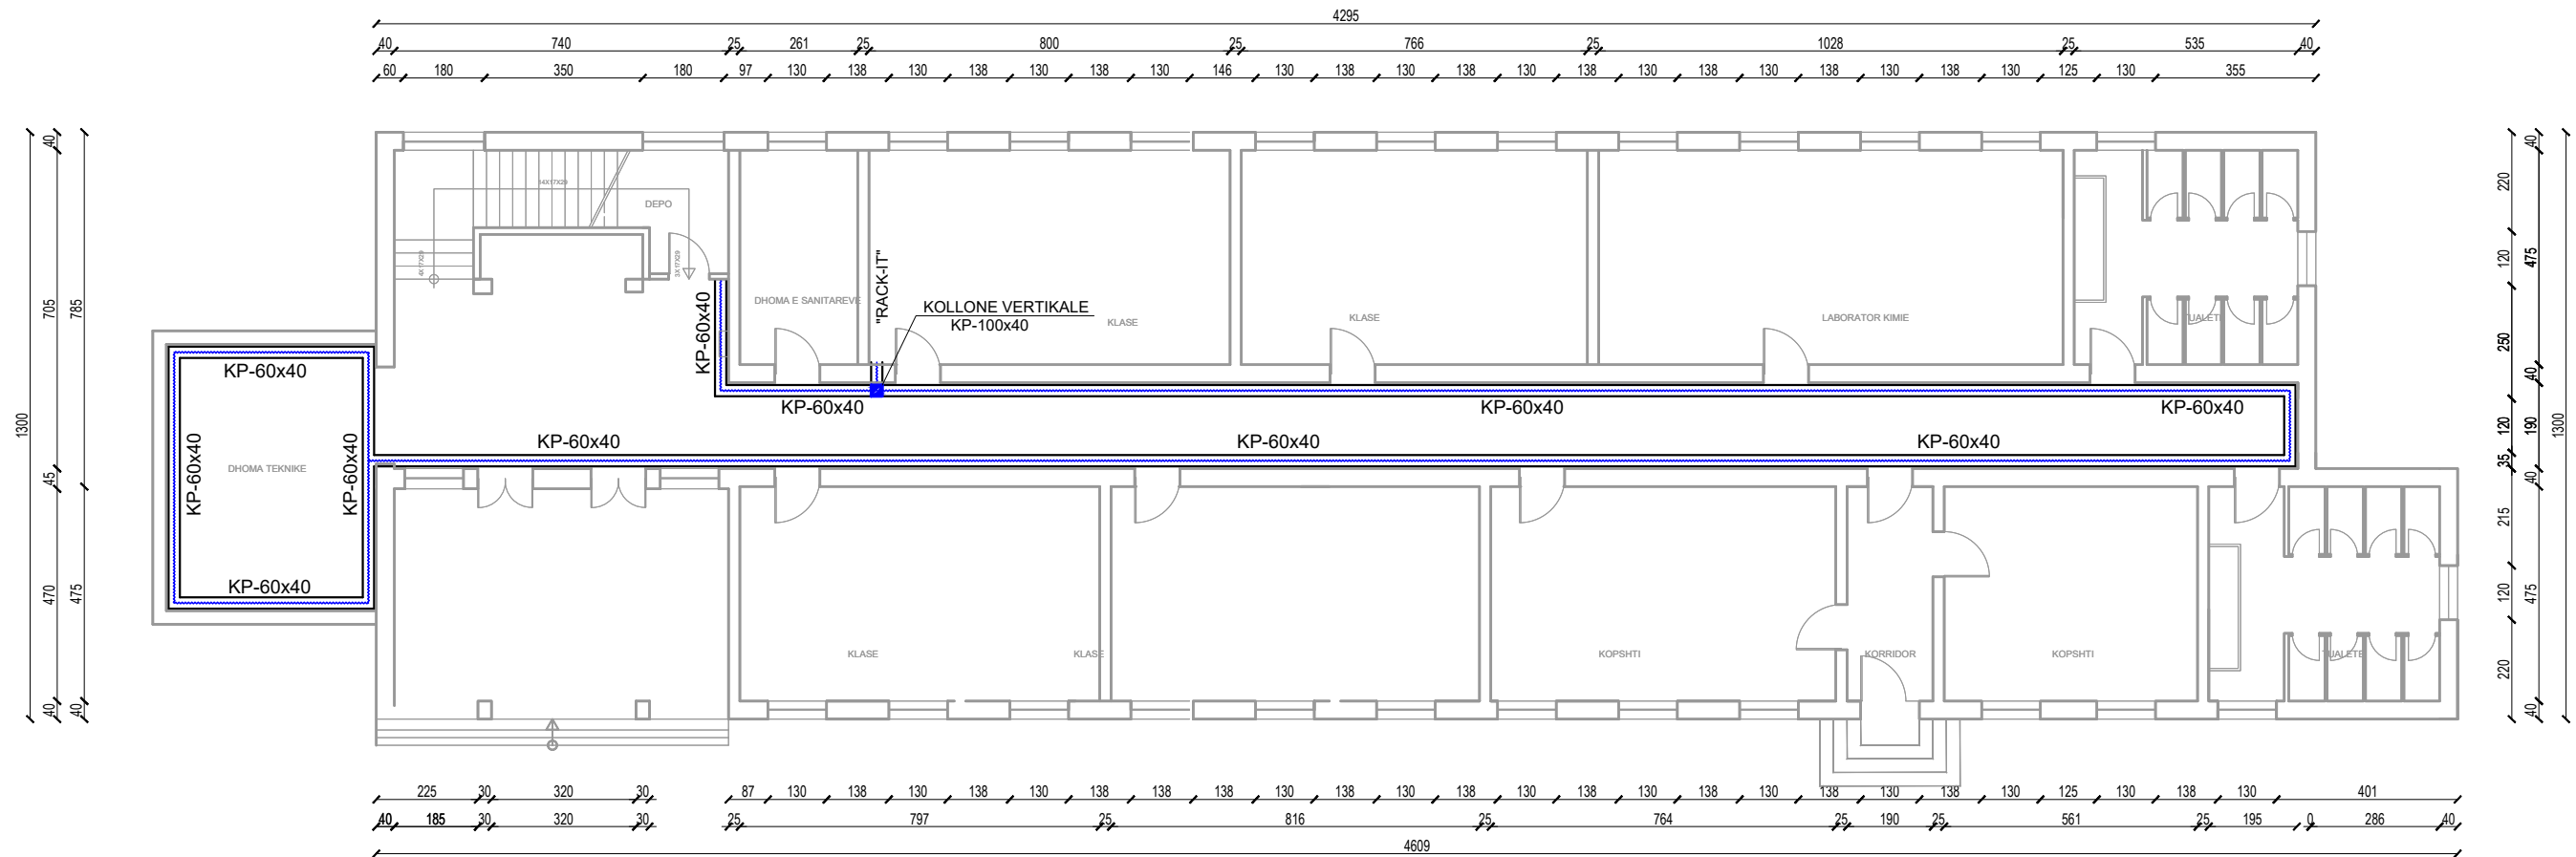 4295
40 740 25 261 25 800 25 766 25 1028 25 535 40
60 180 350 180 97 130 138 130 138 130 138 130 146 130 138 130 138 130 138 130 138 130 138 130 138 130 125 130 355
1300
40 705 45 470 40
785 475 40
14X17X29
4X17X29
DEPO
3X17X29
DHOMA E SANITAREVE
"RACK-IT"
KOLLONE VERTIKALE
KP-100x40
KLASE
KLASE
LABORATOR KIMIE
TUALETE
KP-60x40
KP-60x40
KP-60x40
KP-60x40
KP-60x40
KP-60x40
KP-60x40
KP-60x40
KP-60x40
KP-60x40
KP-60x40
DHOMA TEKNIKE
KLASE
KLASE
KOPSHTI
KORRIDOR
KOPSHTI
TUALETE
220 120 250 120 35 215 120 220
40 475 40 190 40 475 40
1300
225 30 320 30 87 130 138 130 138 130 138 138 130 138 130 138 130 138 130 138 130 138 130 138 130 125 130 138 130 401
40 185 30 320 30 25 797 25 816 25 764 25 190 25 561 25 195 0 286 40
4609